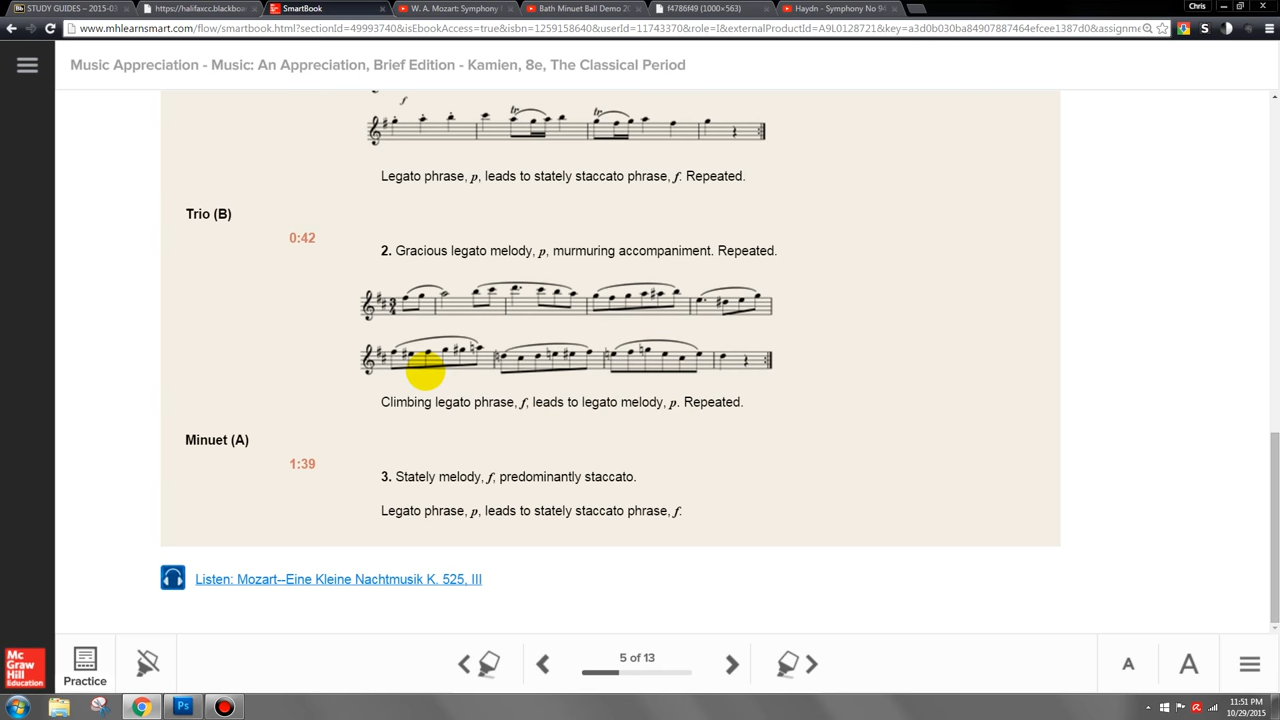 STUDY GUIDES – 2015-03
https://halifaxcc.blackboa
SmartBook
W. A. Mozart: Symphony
Bath Minuet Ball Demo 20
f4786f49 (1000×563)
Haydn - Symphony No 94
Chris
www.mhlearnsmart.com/flow/smartbook.html?sectionId=49993740&isEbookAccess=true&isbn=1259158640&userId=11743370&role=I&externalProductId=A9L0128721&key=a3d0b030ba84907887464efcee1387d0&assignme
Music Appreciation - Music: An Appreciation, Brief Edition - Kamien, 8e, The Classical Period
f
tr tr
Legato phrase, p, leads to stately staccato phrase, f. Repeated.
Trio (B)
0:42
2. Gracious legato melody, p, murmuring accompaniment. Repeated.
Climbing legato phrase, f, leads to legato melody, p. Repeated.
Minuet (A)
1:39
3. Stately melody, f, predominantly staccato.
Legato phrase, p, leads to stately staccato phrase, f.
Listen: Mozart--Eine Kleine Nachtmusik K. 525, III
Mc Graw Hill Education
Practice
5 of 13
A A
Ps
11:51 PM
10/29/2015